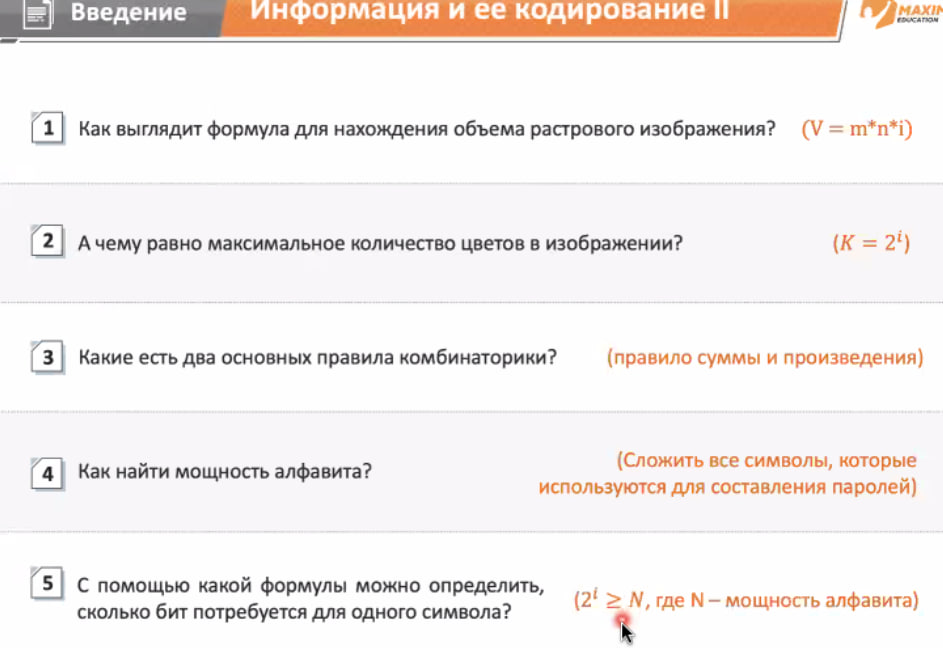 Введение
Информация и ее кодирование II
MAXIM
EDUCATION
1 Как выглядит формула для нахождения объема растрового изображения? (V = m*n*i)
2 А чему равно максимальное количество цветов в изображении? (K = 2ⁱ)
3 Какие есть два основных правила комбинаторики? (правило суммы и произведения)
4 Как найти мощность алфавита? (Сложить все символы, которые
используются для составления паролей)
5 С помощью какой формулы можно определить,
сколько бит потребуется для одного символа? (2ⁱ ≥ N, где N – мощность алфавита)